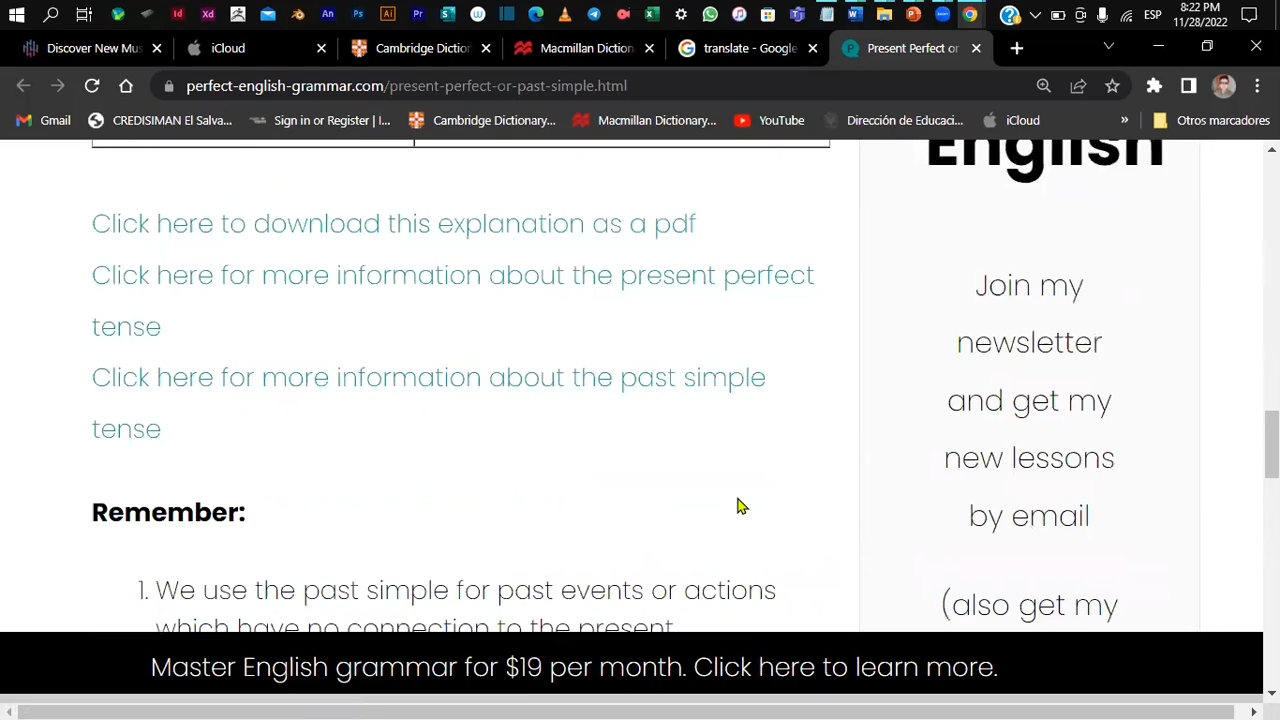 Id
Xd
An
Ps
Ai
Pr
S
W
ESP
8:22 PM
11/28/2022
Discover New Mus
iCloud
Cambridge Diction
Macmillan Diction
translate - Google
Present Perfect or
perfect-english-grammar.com/present-perfect-or-past-simple.html
Gmail
CREDISIMAN El Salva...
Sign in or Register | I...
Cambridge Dictionary...
Macmillan Dictionary...
YouTube
Dirección de Educaci...
iCloud
»
Otros marcadores
English
Click here to download this explanation as a pdf
Click here for more information about the present perfect
tense
Click here for more information about the past simple
tense
Remember:
1. We use the past simple for past events or actions
which have no connection to the present.
Join my
newsletter
and get my
new lessons
by email
(also get my
Master English grammar for $19 per month. Click here to learn more.